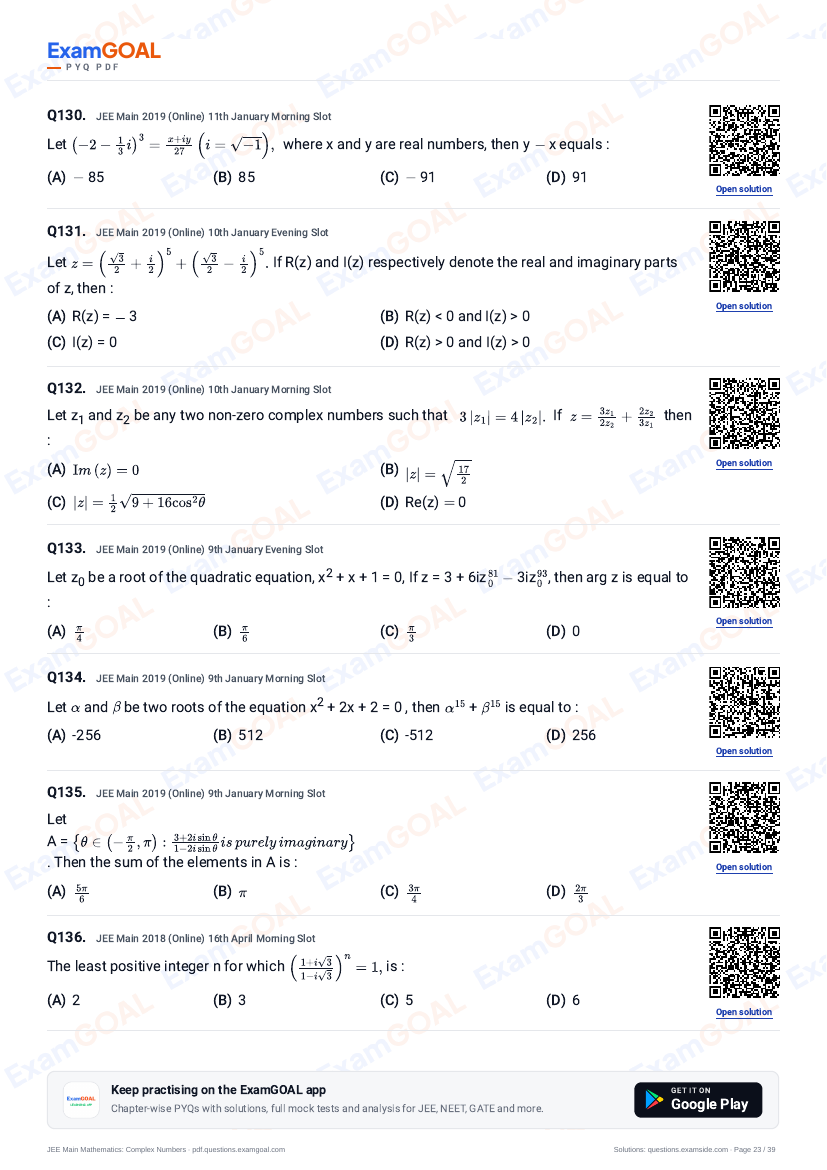 ExamGOAL
PYQ PDF
Q130. JEE Main 2019 (Online) 11th January Morning Slot
Let (−2 − 1/3 i)^3 = (x+iy)/27 (i = √−1), where x and y are real numbers, then y − x equals :
(A) − 85 (B) 85 (C) − 91 (D) 91
Open solution
Q131. JEE Main 2019 (Online) 10th January Evening Slot
Let z = (√3/2 + i/2)^5 + (√3/2 − i/2)^5. If R(z) and I(z) respectively denote the real and imaginary parts
of z, then :
(A) R(z) = − 3 (B) R(z) < 0 and I(z) > 0
(C) I(z) = 0 (D) R(z) > 0 and I(z) > 0
Open solution
Q132. JEE Main 2019 (Online) 10th January Morning Slot
Let z₁ and z₂ be any two non-zero complex numbers such that 3 |z₁| = 4 |z₂|. If z = 3z₁/2z₂ + 2z₂/3z₁ then
:
(A) Im (z) = 0 (B) |z| = √(17/2)
(C) |z| = 1/2 √(9 + 16cos²θ) (D) Re(z) = 0
Open solution
Q133. JEE Main 2019 (Online) 9th January Evening Slot
Let z₀ be a root of the quadratic equation, x² + x + 1 = 0, If z = 3 + 6iz₀^81 − 3iz₀^93, then arg z is equal to
:
(A) π/4 (B) π/6 (C) π/3 (D) 0
Open solution
Q134. JEE Main 2019 (Online) 9th January Morning Slot
Let α and β be two roots of the equation x² + 2x + 2 = 0 , then α^15 + β^15 is equal to :
(A) -256 (B) 512 (C) -512 (D) 256
Open solution
Q135. JEE Main 2019 (Online) 9th January Morning Slot
Let
A = {θ ∈ (−π/2, π) : (3+2i sin θ)/(1−2i sin θ) is purely imaginary}
. Then the sum of the elements in A is :
(A) 5π/6 (B) π (C) 3π/4 (D) 2π/3
Open solution
Q136. JEE Main 2018 (Online) 16th April Morning Slot
The least positive integer n for which ((1+i√3)/(1−i√3))^n = 1, is :
(A) 2 (B) 3 (C) 5 (D) 6
Open solution
ExamGOAL
Keep practising on the ExamGOAL app
Chapter-wise PYQs with solutions, full mock tests and analysis for JEE, NEET, GATE and more.
GET IT ON
Google Play
JEE Main Mathematics: Complex Numbers · pdf.questions.examgoal.com
Solutions: questions.examside.com · Page 23 / 39